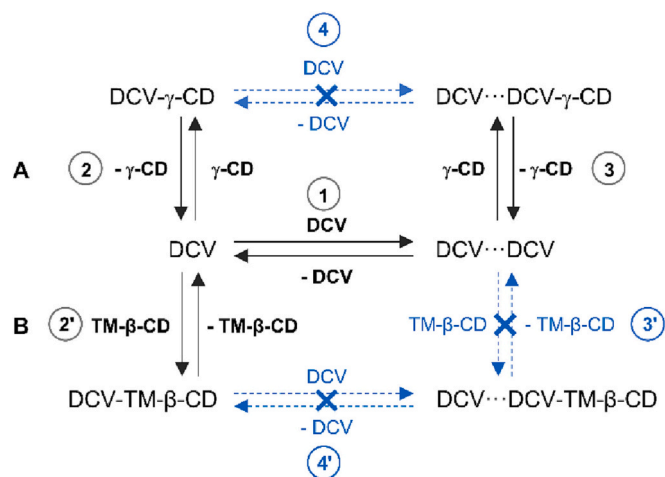 4
DCV
DCV-γ-CD DCV···DCV-γ-CD
- DCV
A 2 - γ-CD γ-CD γ-CD - γ-CD 3
1
DCV
DCV DCV···DCV
- DCV
B 2' TM-β-CD - TM-β-CD TM-β-CD - TM-β-CD 3'
DCV
DCV-TM-β-CD DCV···DCV-TM-β-CD
- DCV
4'